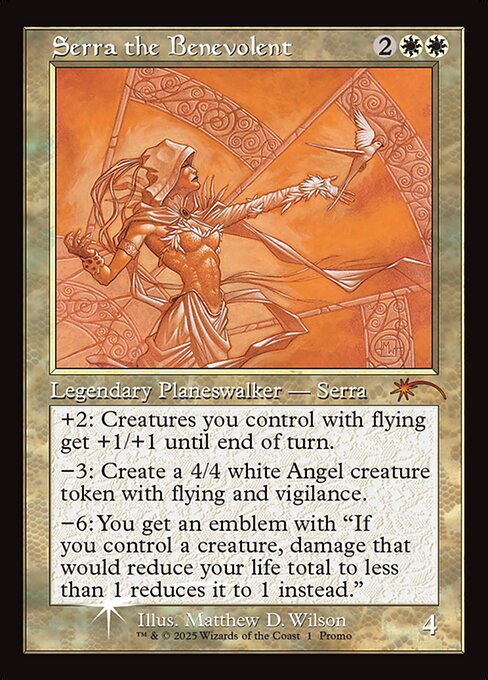 Serra the Benevolent 2
MW
Legendary Planeswalker — Serra
+2: Creatures you control with flying
get +1/+1 until end of turn.
−3: Create a 4/4 white Angel creature
token with flying and vigilance.
−6: You get an emblem with “If
you control a creature, damage that
would reduce your life total to less
than 1 reduces it to 1 instead.”
Illus. Matthew D. Wilson
4
™ & © 2025 Wizards of the Coast 1 Promo